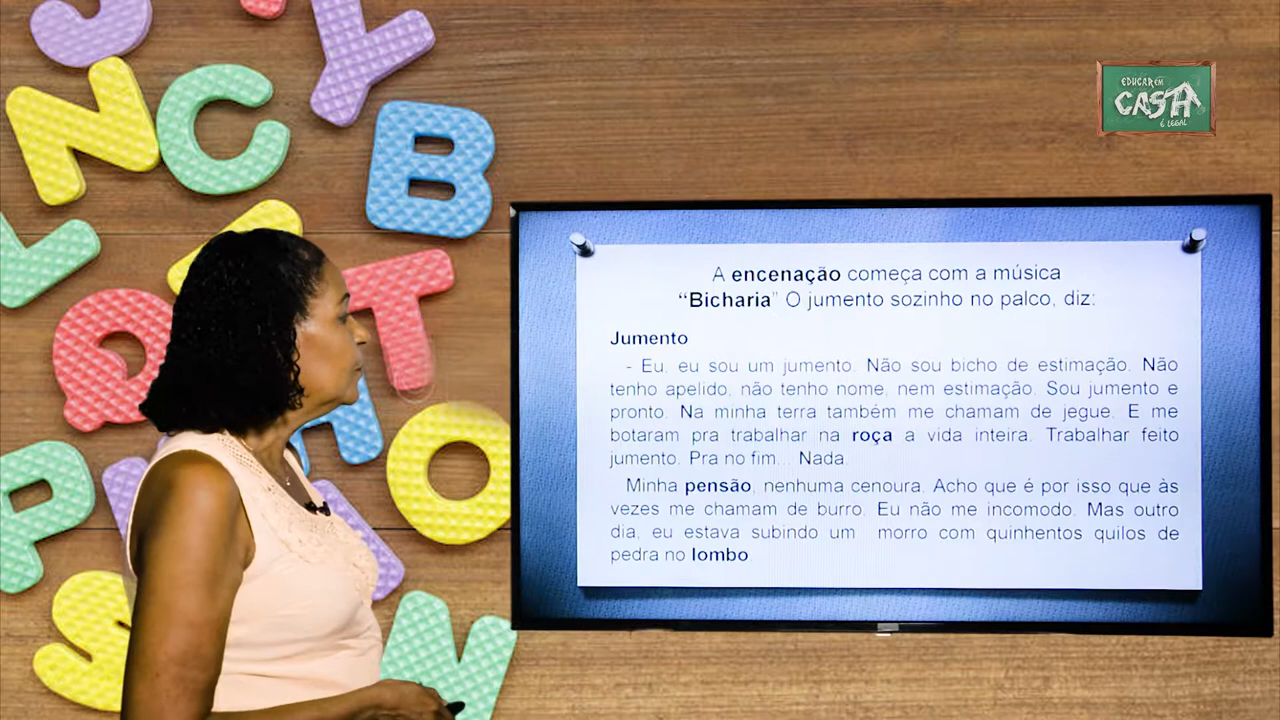 EDUCAR EM
CASA
É LEGAL
A encenação começa com a música
“Bicharia” O jumento sozinho no palco, diz:
Jumento
- Eu, eu sou um jumento. Não sou bicho de estimação. Não
tenho apelido, não tenho nome, nem estimação. Sou jumento e
pronto. Na minha terra também me chamam de jegue. E me
botaram pra trabalhar na roça a vida inteira. Trabalhar feito
jumento. Pra no fim... Nada.
Minha pensão, nenhuma cenoura. Acho que é por isso que às
vezes me chamam de burro. Eu não me incomodo. Mas outro
dia, eu estava subindo um morro com quinhentos quilos de
pedra no lombo.
J
Y
N
C
B
L
T
Q
O
P
S
N